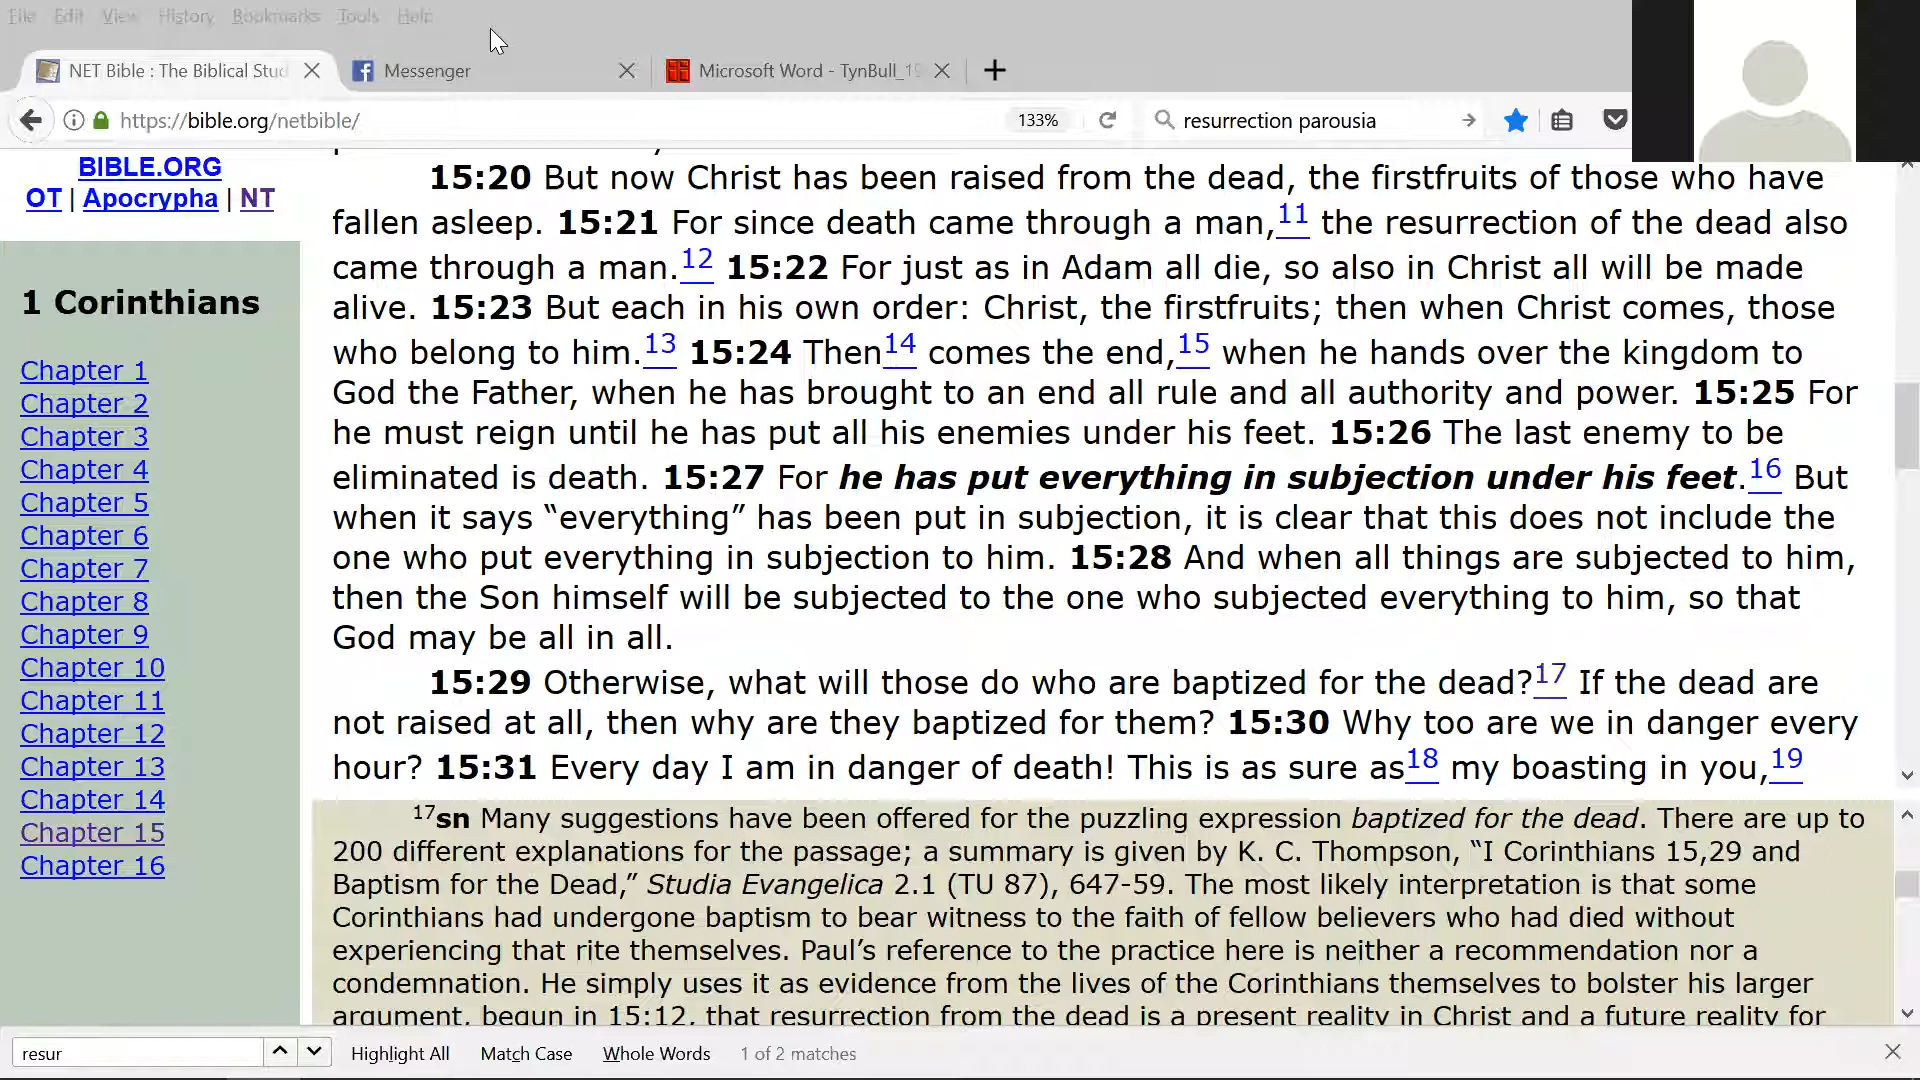 File Edit View History Bookmarks Tools Help
NET Bible : The Biblical Stud
Messenger
Microsoft Word - TynBull_19
https://bible.org/netbible/
133%
resurrection parousia
BIBLE.ORG
OT | Apocrypha | NT
1 Corinthians
Chapter 1
Chapter 2
Chapter 3
Chapter 4
Chapter 5
Chapter 6
Chapter 7
Chapter 8
Chapter 9
Chapter 10
Chapter 11
Chapter 12
Chapter 13
Chapter 14
Chapter 15
Chapter 16
15:20 But now Christ has been raised from the dead, the firstfruits of those who have
fallen asleep. 15:21 For since death came through a man,11 the resurrection of the dead also
came through a man.12 15:22 For just as in Adam all die, so also in Christ all will be made
alive. 15:23 But each in his own order: Christ, the firstfruits; then when Christ comes, those
who belong to him.13 15:24 Then14 comes the end,15 when he hands over the kingdom to
God the Father, when he has brought to an end all rule and all authority and power. 15:25 For
he must reign until he has put all his enemies under his feet. 15:26 The last enemy to be
eliminated is death. 15:27 For he has put everything in subjection under his feet.16 But
when it says “everything” has been put in subjection, it is clear that this does not include the
one who put everything in subjection to him. 15:28 And when all things are subjected to him,
then the Son himself will be subjected to the one who subjected everything to him, so that
God may be all in all.
15:29 Otherwise, what will those do who are baptized for the dead?17 If the dead are
not raised at all, then why are they baptized for them? 15:30 Why too are we in danger every
hour? 15:31 Every day I am in danger of death! This is as sure as18 my boasting in you,19
17sn Many suggestions have been offered for the puzzling expression baptized for the dead. There are up to
200 different explanations for the passage; a summary is given by K. C. Thompson, “I Corinthians 15,29 and
Baptism for the Dead,” Studia Evangelica 2.1 (TU 87), 647-59. The most likely interpretation is that some
Corinthians had undergone baptism to bear witness to the faith of fellow believers who had died without
experiencing that rite themselves. Paul’s reference to the practice here is neither a recommendation nor a
condemnation. He simply uses it as evidence from the lives of the Corinthians themselves to bolster his larger
argument, begun in 15:12, that resurrection from the dead is a present reality in Christ and a future reality for
resur
Highlight All Match Case Whole Words 1 of 2 matches